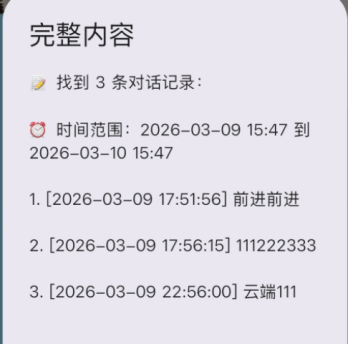 完整内容
📝 找到 3 条对话记录：
⏰ 时间范围：2026-03-09 15:47 到
2026-03-10 15:47
1. [2026-03-09 17:51:56] 前进前进
2. [2026-03-09 17:56:15] 111222333
3. [2026-03-09 22:56:00] 云端111